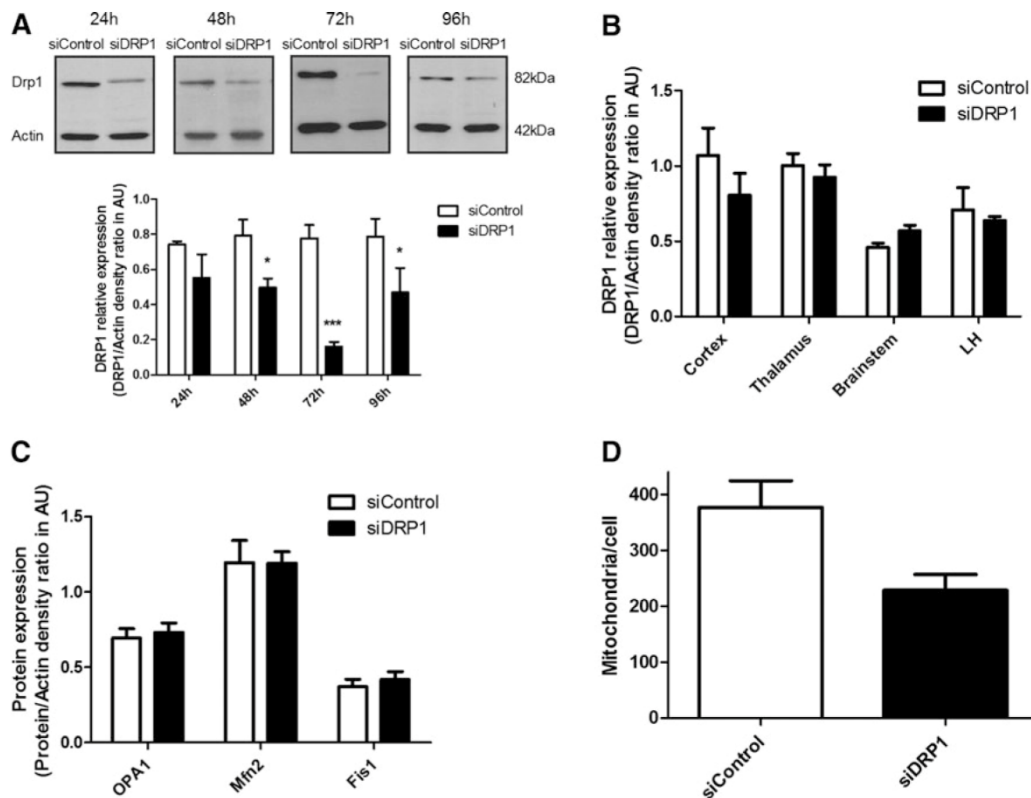 A
24h 48h 72h 96h
siControl siDRP1 siControl siDRP1 siControl siDRP1 siControl siDRP1
Drp1 82kDa
Actin 42kDa
DRP1 relative expression
(DRP1/Actin density ratio in AU)
0.0
0.2
0.4
0.6
0.8
1.0
siControl
siDRP1
*
***
*
24h
48h
72h
96h
B
DRP1 relative expression
(DRP1/Actin density ratio in AU)
0.0
0.5
1.0
1.5
siControl
siDRP1
Cortex
Thalamus
Brainstem
LH
C
Protein expression
(Protein/Actin density ratio in AU)
0.0
0.5
1.0
1.5
siControl
siDRP1
OPA1
Mfn2
Fis1
D
Mitochondria/cell
0
100
200
300
400
siControl
siDRP1